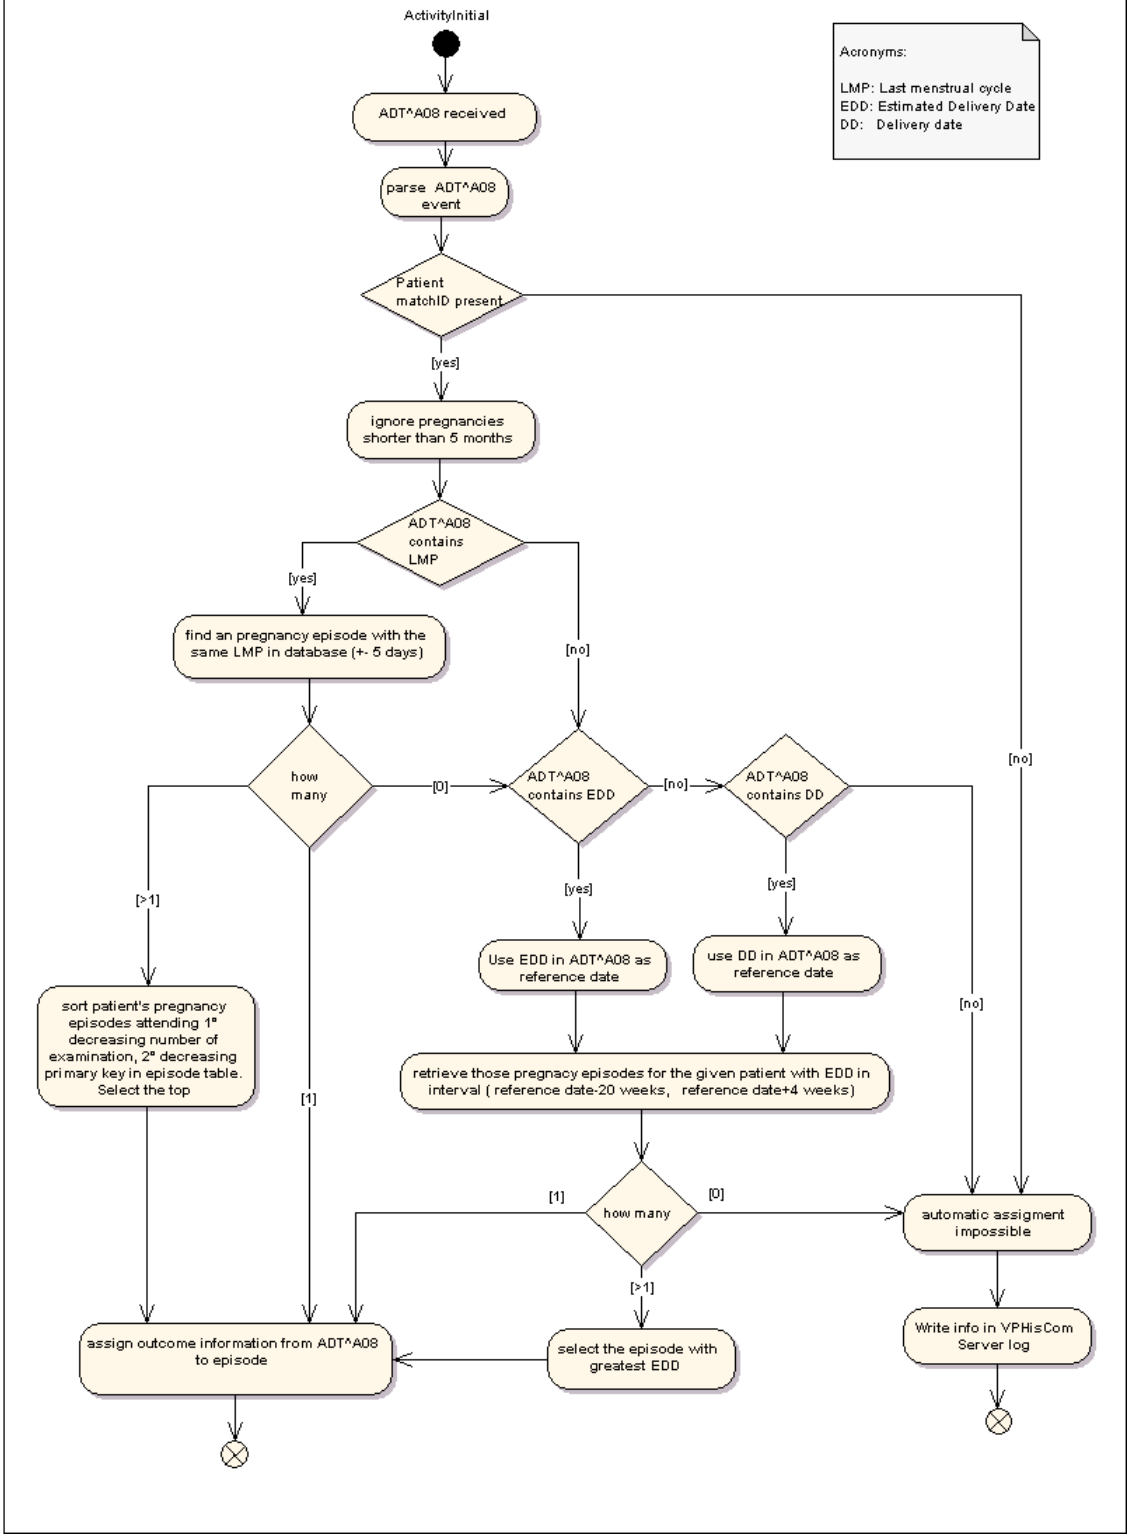 ActivityInitial
Acronyms:
LMP: Last menstrual cycle
EDD: Estimated Delivery Date
DD: Delivery date
ADT^A08 received
parse ADT^A08
event
Patient
matchID present
[yes]
ignore pregnancies
shorter than 5 months
ADT^A08
contains
LMP
[yes]
find an pregnancy episode with the
same LMP in database (+- 5 days)
[no]
[no]
how
many
[0]
ADT^A08
contains EDD
[no]
ADT^A08
contains DD
[>1]
[yes]
[yes]
Use EDD in ADT^A08 as
reference date
use DD in ADT^A08 as
reference date
[no]
sort patient's pregnancy
episodes attending 1º
decreasing number of
examination, 2º decreasing
primary key in episode table.
Select the top
[1]
retrieve those pregnacy episodes for the given patient with EDD in
interval ( reference date-20 weeks, reference date+4 weeks)
[1]
how many
[0]
automatic assigment
impossible
[>1]
assign outcome information from ADT^A08
to episode
select the episode with
greatest EDD
Write info in VPHisCom
Server log